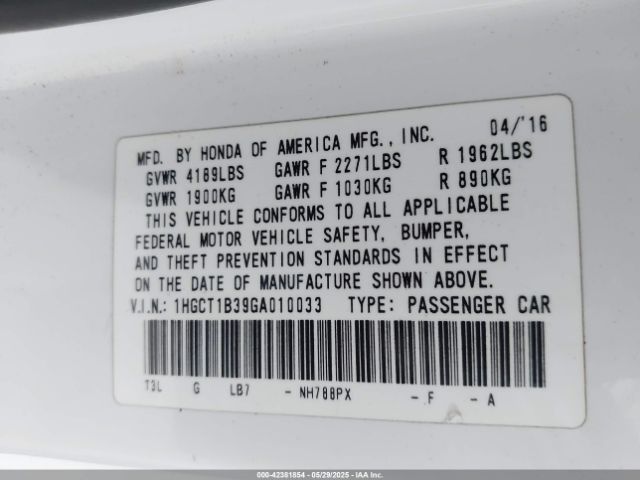 MFD. BY HONDA OF AMERICA MFG., INC. 04/'16
GVWR 4189LBS GAWR F 2271LBS R 1962LBS
GVWR 1900KG GAWR F 1030KG R 890KG
THIS VEHICLE CONFORMS TO ALL APPLICABLE
FEDERAL MOTOR VEHICLE SAFETY, BUMPER,
AND THEFT PREVENTION STANDARDS IN EFFECT
ON THE DATE OF MANUFACTURE SHOWN ABOVE.
V.I.N.: 1HGCT1B39GA010033 TYPE: PASSENGER CAR
T3L G LB7 - NH788PX - F - A
000-42381854 | 05/29/2025 | IAAI.COM